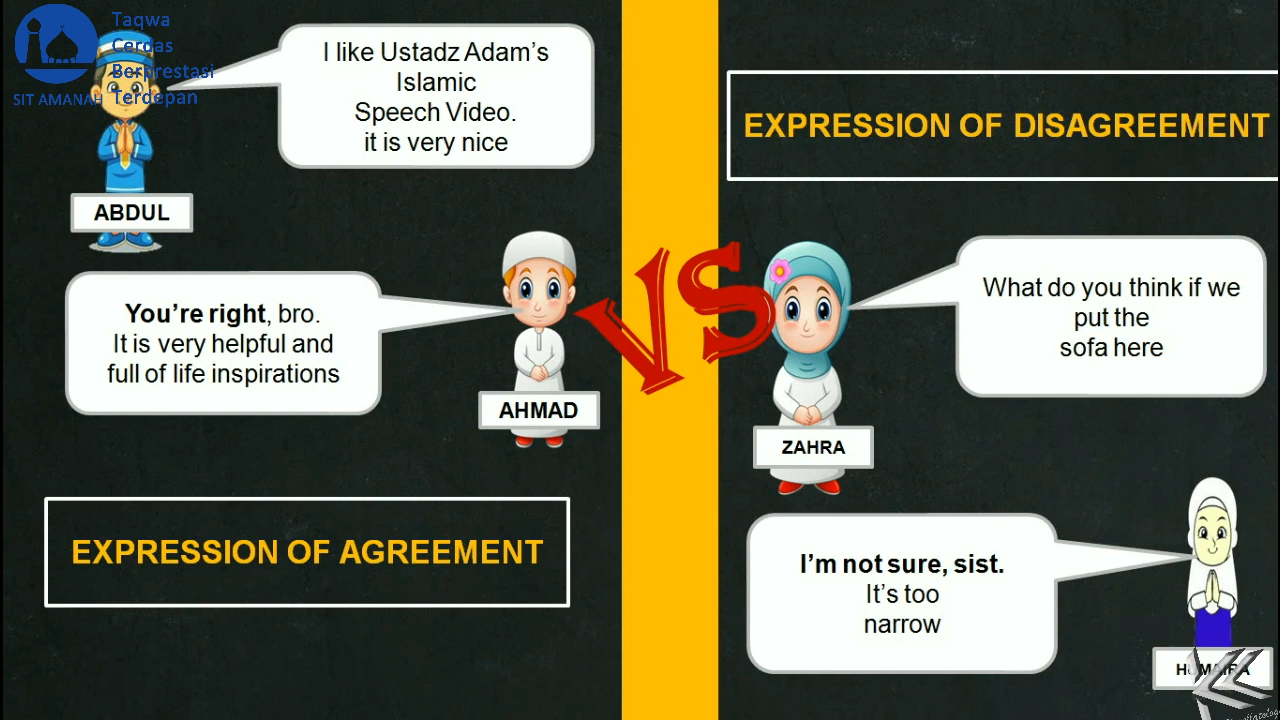 Taqwa
Cerdas
Berprestasi
Terdepan
SIT AMANAH
I like Ustadz Adam’s
Islamic
Speech Video.
it is very nice
ABDUL
You’re right, bro.
It is very helpful and
full of life inspirations
AHMAD
EXPRESSION OF AGREEMENT
VS
EXPRESSION OF DISAGREEMENT
What do you think if we
put the
sofa here
ZAHRA
I’m not sure, sist.
It’s too
narrow
HUMAIRA